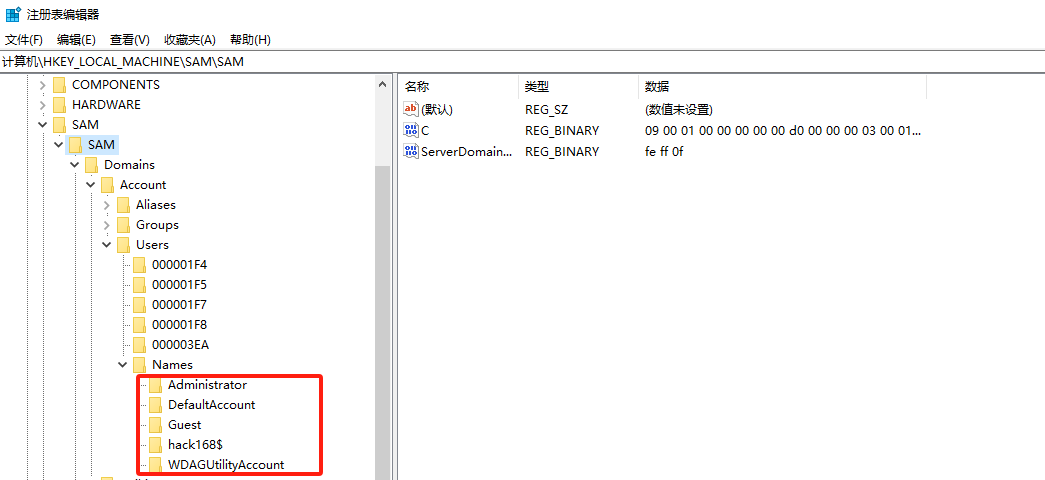 注册表编辑器
文件(F) 编辑(E) 查看(V) 收藏夹(A) 帮助(H)
计算机\HKEY_LOCAL_MACHINE\SAM\SAM
COMPONENTS
HARDWARE
SAM
SAM
Domains
Account
Aliases
Groups
Users
000001F4
000001F5
000001F7
000001F8
000003EA
Names
Administrator
DefaultAccount
Guest
hack168$
WDAGUtilityAccount
名称 类型 数据
(默认) REG_SZ (数值未设置)
C REG_BINARY 09 00 01 00 00 00 00 00 d0 00 00 00 03 00 01...
ServerDomain... REG_BINARY fe ff 0f